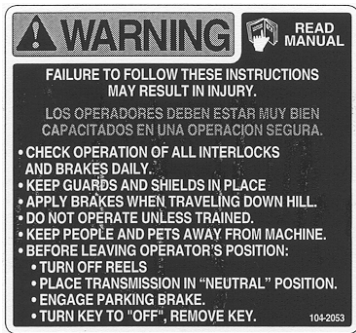 WARNING
READ
MANUAL
FAILURE TO FOLLOW THESE INSTRUCTIONS
MAY RESULT IN INJURY.
LOS OPERADORES DEBEN ESTAR MUY BIEN
CAPACITADOS EN UNA OPERACION SEGURA.
• CHECK OPERATION OF ALL INTERLOCKS
AND BRAKES DAILY.
• KEEP GUARDS AND SHIELDS IN PLACE
• APPLY BRAKES WHEN TRAVELING DOWN HILL.
• DO NOT OPERATE UNLESS TRAINED.
• KEEP PEOPLE AND PETS AWAY FROM MACHINE.
• BEFORE LEAVING OPERATOR'S POSITION:
• TURN OFF REELS
• PLACE TRANSMISSION IN “NEUTRAL” POSITION.
• ENGAGE PARKING BRAKE.
• TURN KEY TO "OFF", REMOVE KEY.
104-2053